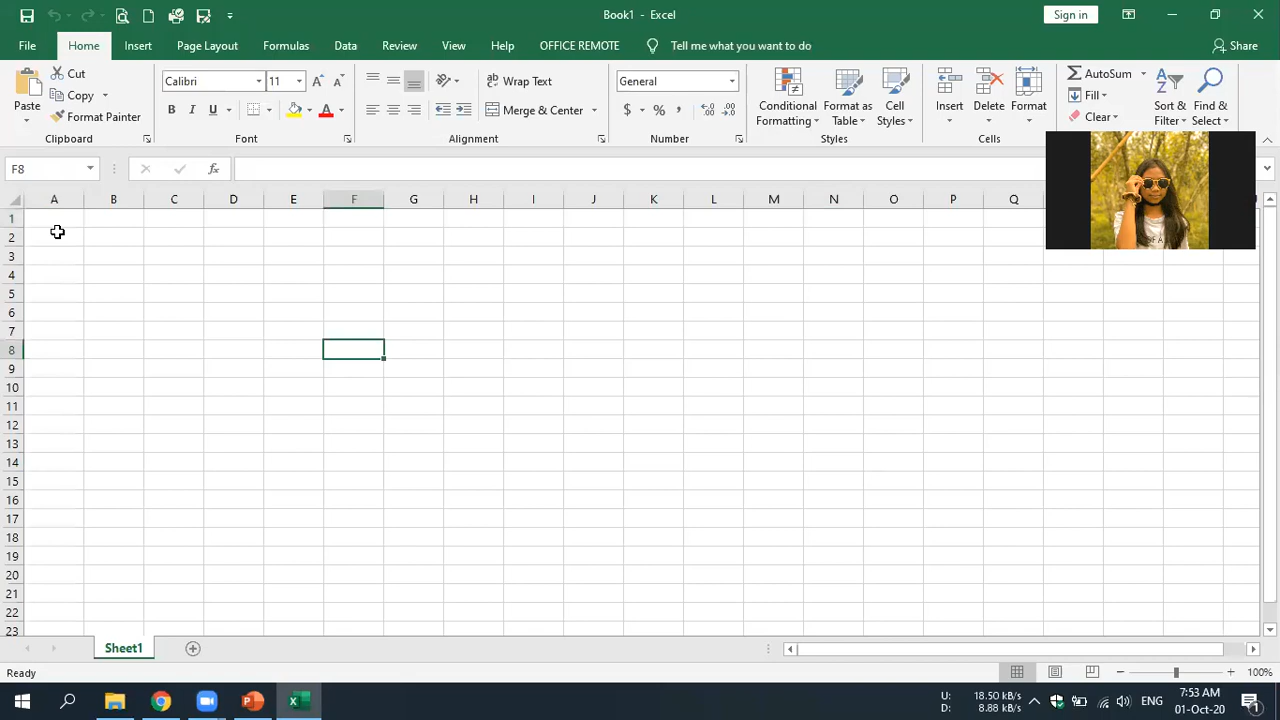 Book1 - Excel
Sign in
File Home Insert Page Layout Formulas Data Review View Help OFFICE REMOTE Tell me what you want to do Share
Paste
Cut
Copy
Format Painter
Clipboard
Calibri 11
B I U
Font
Wrap Text
Merge & Center
Alignment
General
$ % ,
Number
Conditional Formatting
Format as Table
Cell Styles
Styles
Insert Delete Format
Cells
AutoSum
Fill
Clear
Sort & Filter
Find & Select
F8 fx
A B C D E F G H I J K L M N O P Q
1
2
3
4
5
6
7
8
9
10
11
12
13
14
15
16
17
18
19
20
21
22
23
Sheet1
Ready 100%
U: 18.50 kB/s
D: 8.88 kB/s
ENG
7:53 AM
01-Oct-20